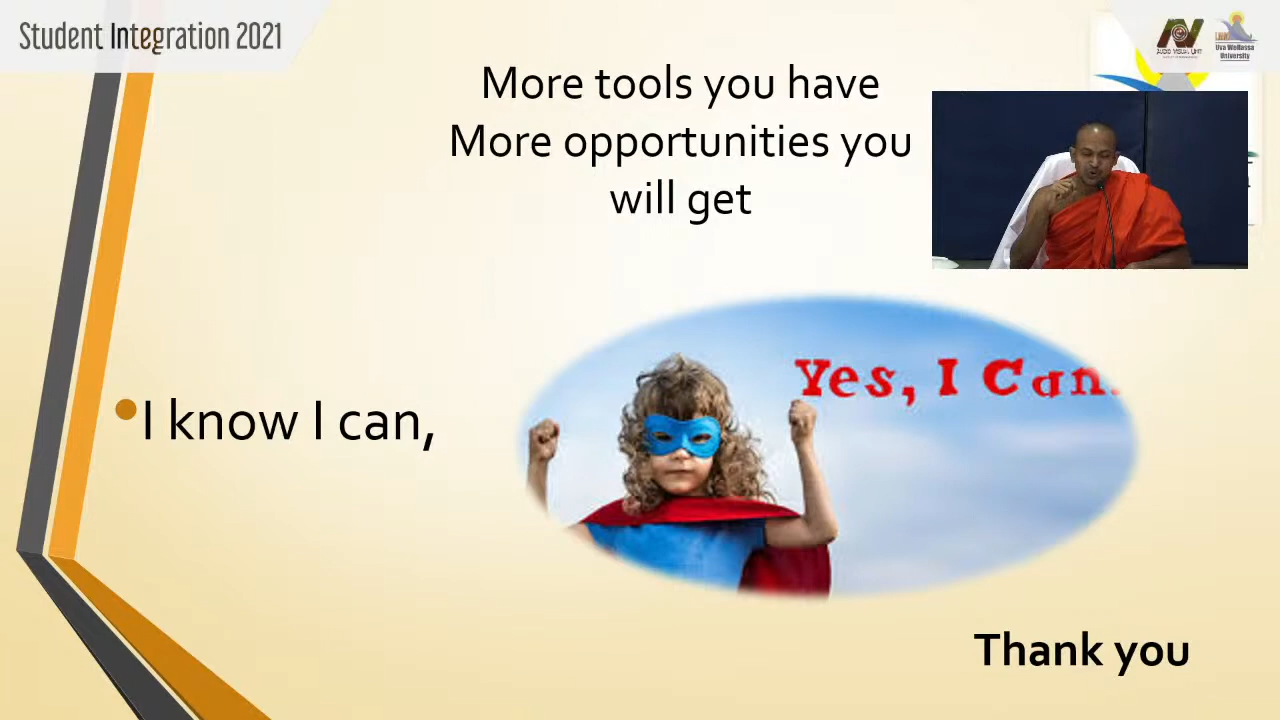 Student Integration 2021
More tools you have
More opportunities you
will get
I know I can,
Yes, I Can.
Thank you
Uva Wellassa
University